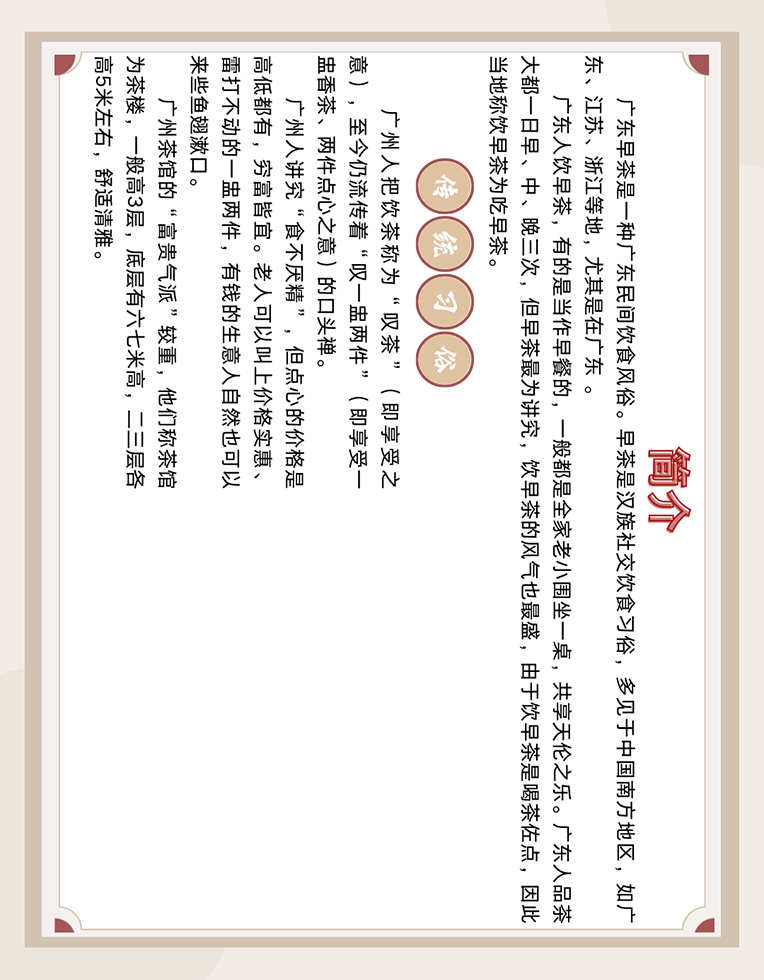 简介
广东早茶是一种广东民间饮食风俗。早茶是汉族社交饮食习俗，多见于中国南方地区，如广
东、江苏、浙江等地，尤其是在广东 。
广东人饮早茶，有的是当作早餐的，一般都是全家老小围坐一桌，共享天伦之乐。广东人品茶
大都一日早、中、晚三次，但早茶最为讲究，饮早茶的风气也最盛，由于饮早茶是喝茶佐点，因此
当地称饮早茶为吃早茶。
传统习俗
广州人把饮茶称为“叹茶”（即享受之
意），至今仍流传着“叹一盅两件”（即享受一
盅香茶、两件点心之意）的口头禅。
广州人讲究“食不厌精”，但点心的价格是
高低都有，穷富皆宜。老人可以叫上价格实惠、
雷打不动的一盅两件，有钱的生意人自然也可以
来些鱼翅漱口。
广州茶馆的“富贵气派”较重，他们称茶馆
为茶楼，一般高3层，底层有六七米高，二三层各
高5米左右，舒适清雅。